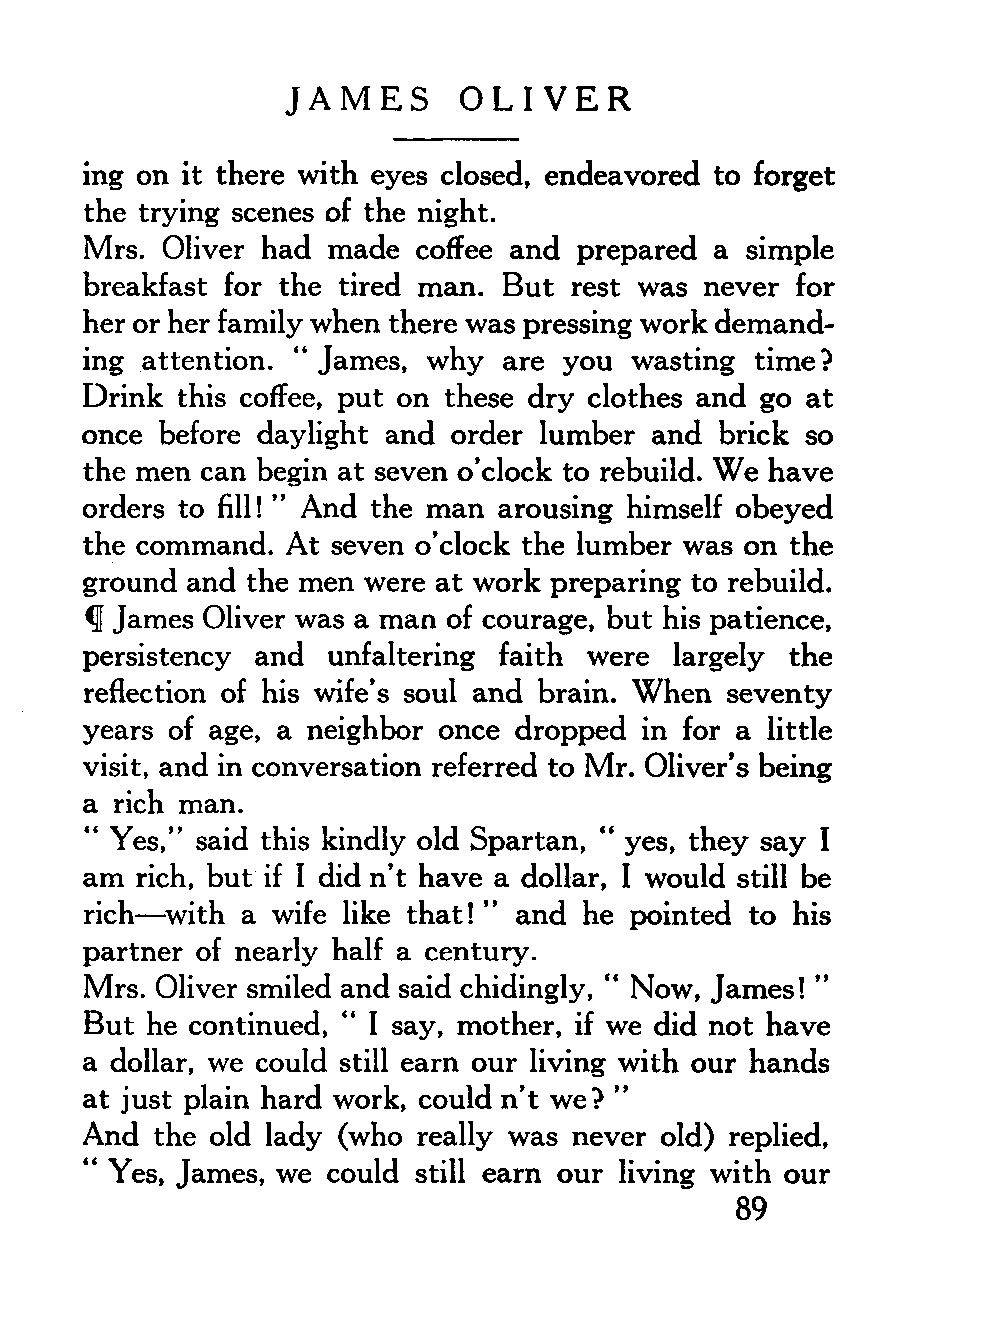 JAMES OLIVER
ing on it there with eyes closed, endeavored to forget
the trying scenes of the night.
Mrs. Oliver had made coffee and prepared a simple
breakfast for the tired man. But rest was never for
her or her family when there was pressing work demand-
ing attention. “ James, why are you wasting time?
Drink this coffee, put on these dry clothes and go at
once before daylight and order lumber and brick so
the men can begin at seven o’clock to rebuild. We have
orders to fill! ” And the man arousing himself obeyed
the command. At seven o’clock the lumber was on the
ground and the men were at work preparing to rebuild.
¶ James Oliver was a man of courage, but his patience,
persistency and unfaltering faith were largely the
reflection of his wife’s soul and brain. When seventy
years of age, a neighbor once dropped in for a little
visit, and in conversation referred to Mr. Oliver’s being
a rich man.
“ Yes,” said this kindly old Spartan, “ yes, they say I
am rich, but if I did n’t have a dollar, I would still be
rich—with a wife like that! ” and he pointed to his
partner of nearly half a century.
Mrs. Oliver smiled and said chidingly, “ Now, James! ”
But he continued, “ I say, mother, if we did not have
a dollar, we could still earn our living with our hands
at just plain hard work, could n’t we? ”
And the old lady (who really was never old) replied,
“ Yes, James, we could still earn our living with our
89